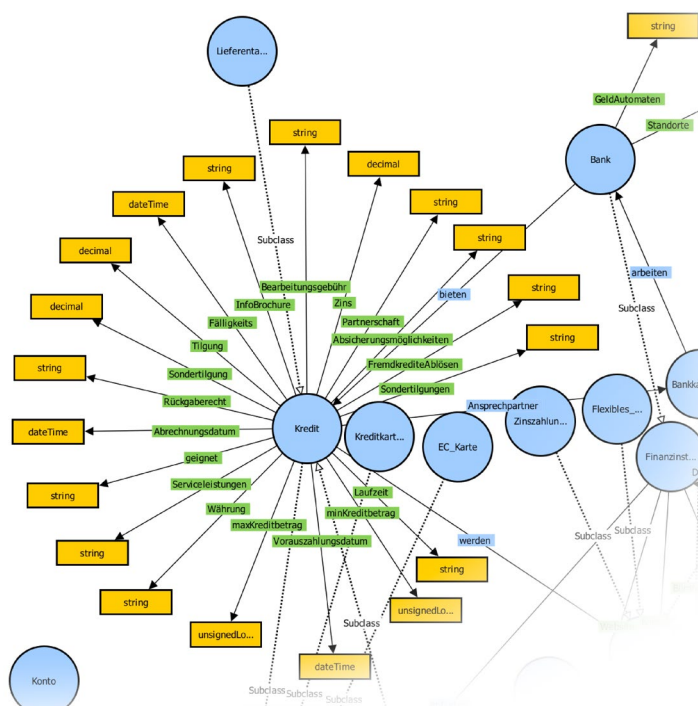 string
Lieferenta...
GeldAutomaten
Standorte
string
decimal
Bank
string
dateTime
string
string
Subclass
decimal
arbeiten
Bearbeitungsgebühr
string
InfoBrochure
Zins
bieten
decimal
Subclass
Fälligkeits
Partnerschaft
string
Absicherungsmöglichkeiten
Tilgung
string
FremdkrediteAblösen
Sondertilgung
Sondertilgungen
Rückgaberecht
Ansprechpartner
Flexibles_...
dateTime
Abrechnungsdatum
Kredit
Kreditkart...
EC_Karte
Zinszahlun...
Finanzinst...
geignet
Serviceleistungen
Laufzeit
string
Währung
minKreditbetrag
maxKreditbetrag
Vorauszahlungsdatum
werden
Subclass
Subclass
string
string
string
unsignedLo...
unsignedLo...
Subclass
dateTime
Konto
Subclass
Subclass
Subclass